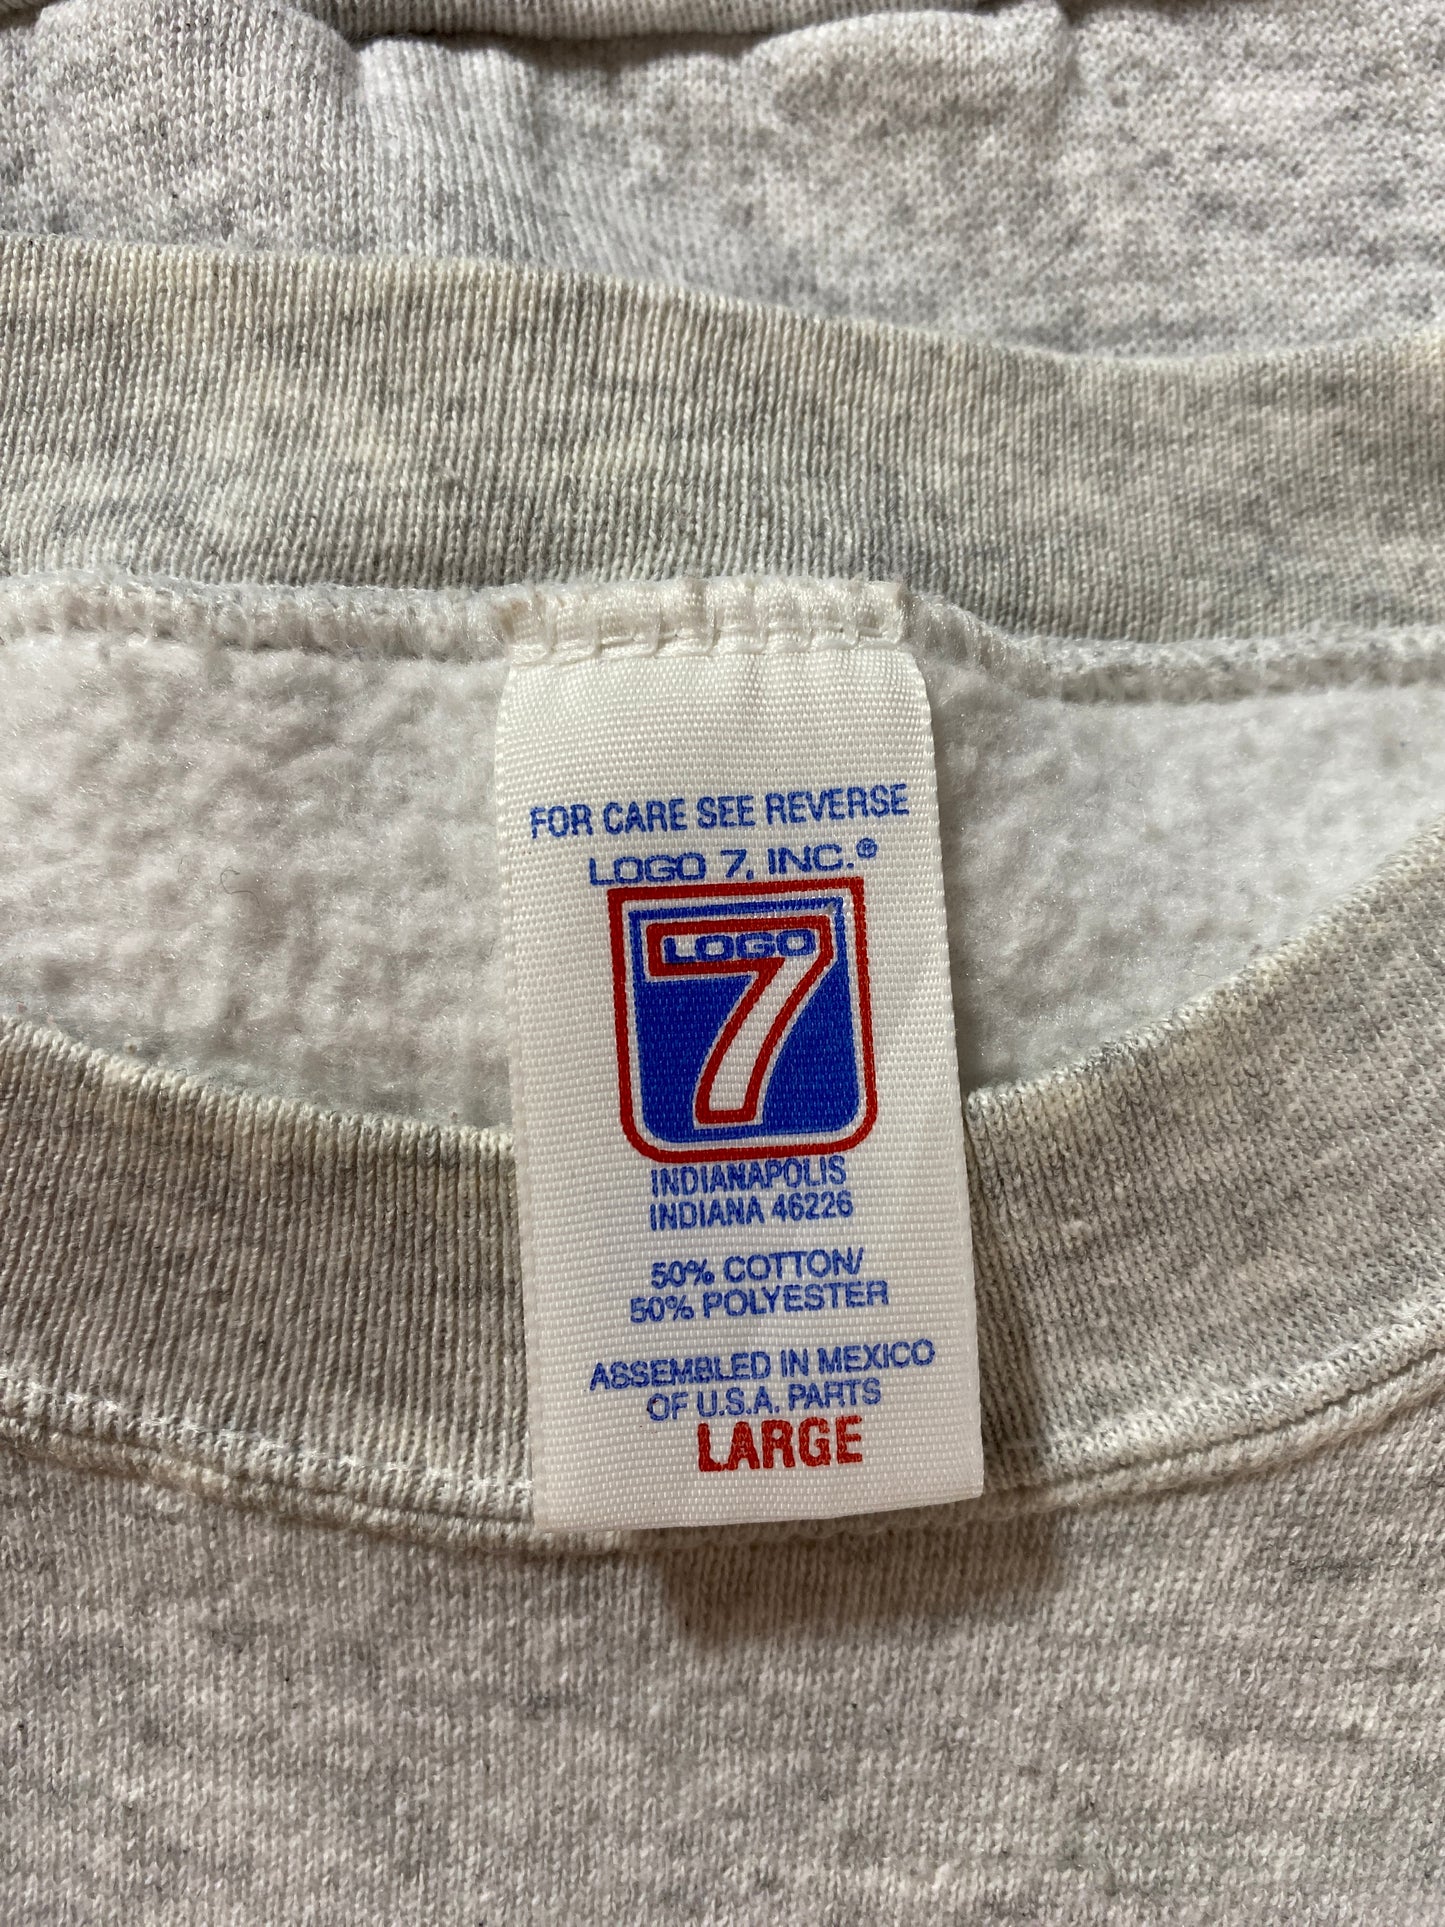 FOR CARE SEE REVERSE
LOGO 7, INC.®
LOGO
7
INDIANAPOLIS
INDIANA 46226
50% COTTON/
50% POLYESTER
ASSEMBLED IN MEXICO
OF U.S.A. PARTS
LARGE